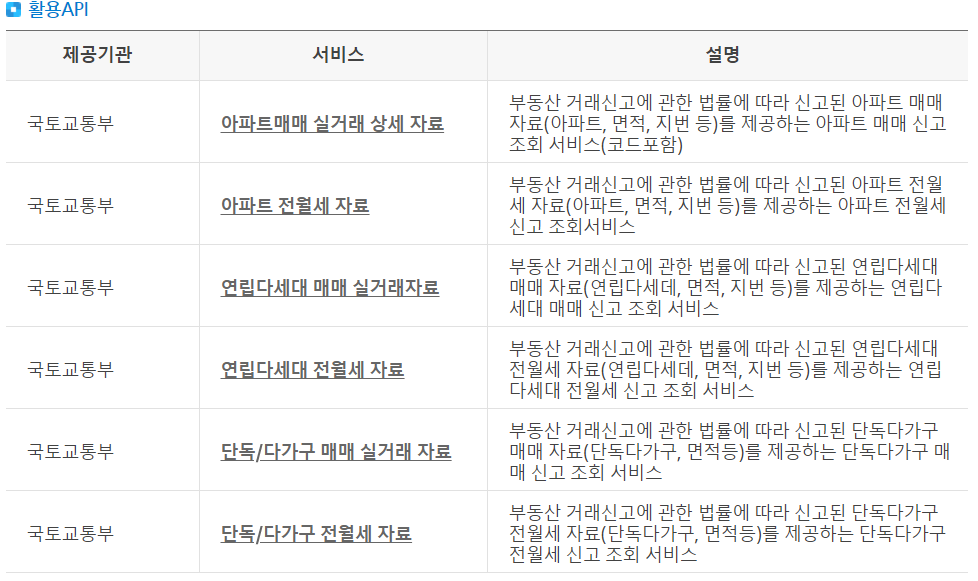 활용API
제공기관 서비스 설명
국토교통부 아파트매매 실거래 상세 자료
부동산 거래신고에 관한 법률에 따라 신고된 아파트 매매
자료(아파트, 면적, 지번 등)를 제공하는 아파트 매매 신고
조회 서비스(코드포함)
국토교통부 아파트 전월세 자료
부동산 거래신고에 관한 법률에 따라 신고된 아파트 전월
세 자료(아파트, 면적, 지번 등)를 제공하는 아파트 전월세
신고 조회서비스
국토교통부 연립다세대 매매 실거래자료
부동산 거래신고에 관한 법률에 따라 신고된 연립다세대
매매 자료(연립다세데, 면적, 지번 등)를 제공하는 연립다
세대 매매 신고 조회 서비스
국토교통부 연립다세대 전월세 자료
부동산 거래신고에 관한 법률에 따라 신고된 연립다세대
전월세 자료(연립다세데, 면적, 지번 등)를 제공하는 연립
다세대 전월세 신고 조회 서비스
국토교통부 단독/다가구 매매 실거래 자료
부동산 거래신고에 관한 법률에 따라 신고된 단독다가구
매매 자료(단독다가구, 면적등)를 제공하는 단독다가구 매
매 신고 조회 서비스
국토교통부 단독/다가구 전월세 자료
부동산 거래신고에 관한 법률에 따라 신고된 단독다가구
전월세 자료(단독다가구, 면적등)를 제공하는 단독다가구
전월세 신고 조회 서비스